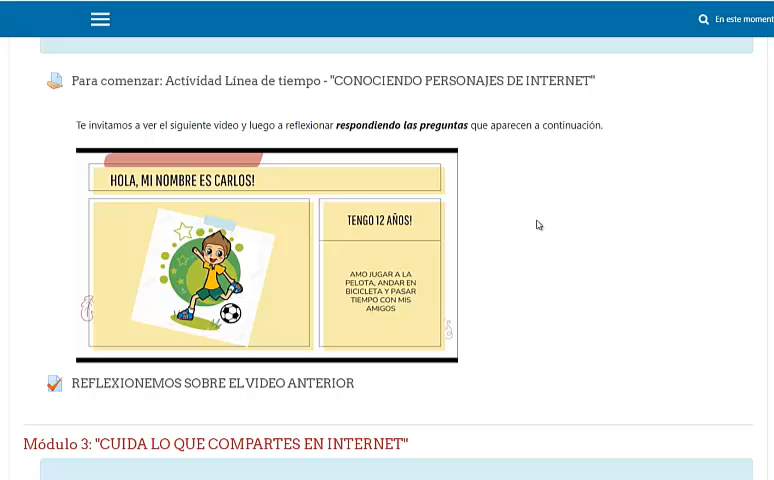 En este moment
Para comenzar: Actividad Línea de tiempo - "CONOCIENDO PERSONAJES DE INTERNET"
Te invitamos a ver el siguiente video y luego a reflexionar respondiendo las preguntas que aparecen a continuación.
HOLA, MI NOMBRE ES CARLOS!
TENGO 12 AÑOS!
AMO JUGAR A LA
PELOTA, ANDAR EN
BICICLETA Y PASAR
TIEMPO CON MIS
AMIGOS
REFLEXIONEMOS SOBRE EL VIDEO ANTERIOR
Módulo 3: "CUIDA LO QUE COMPARTES EN INTERNET"